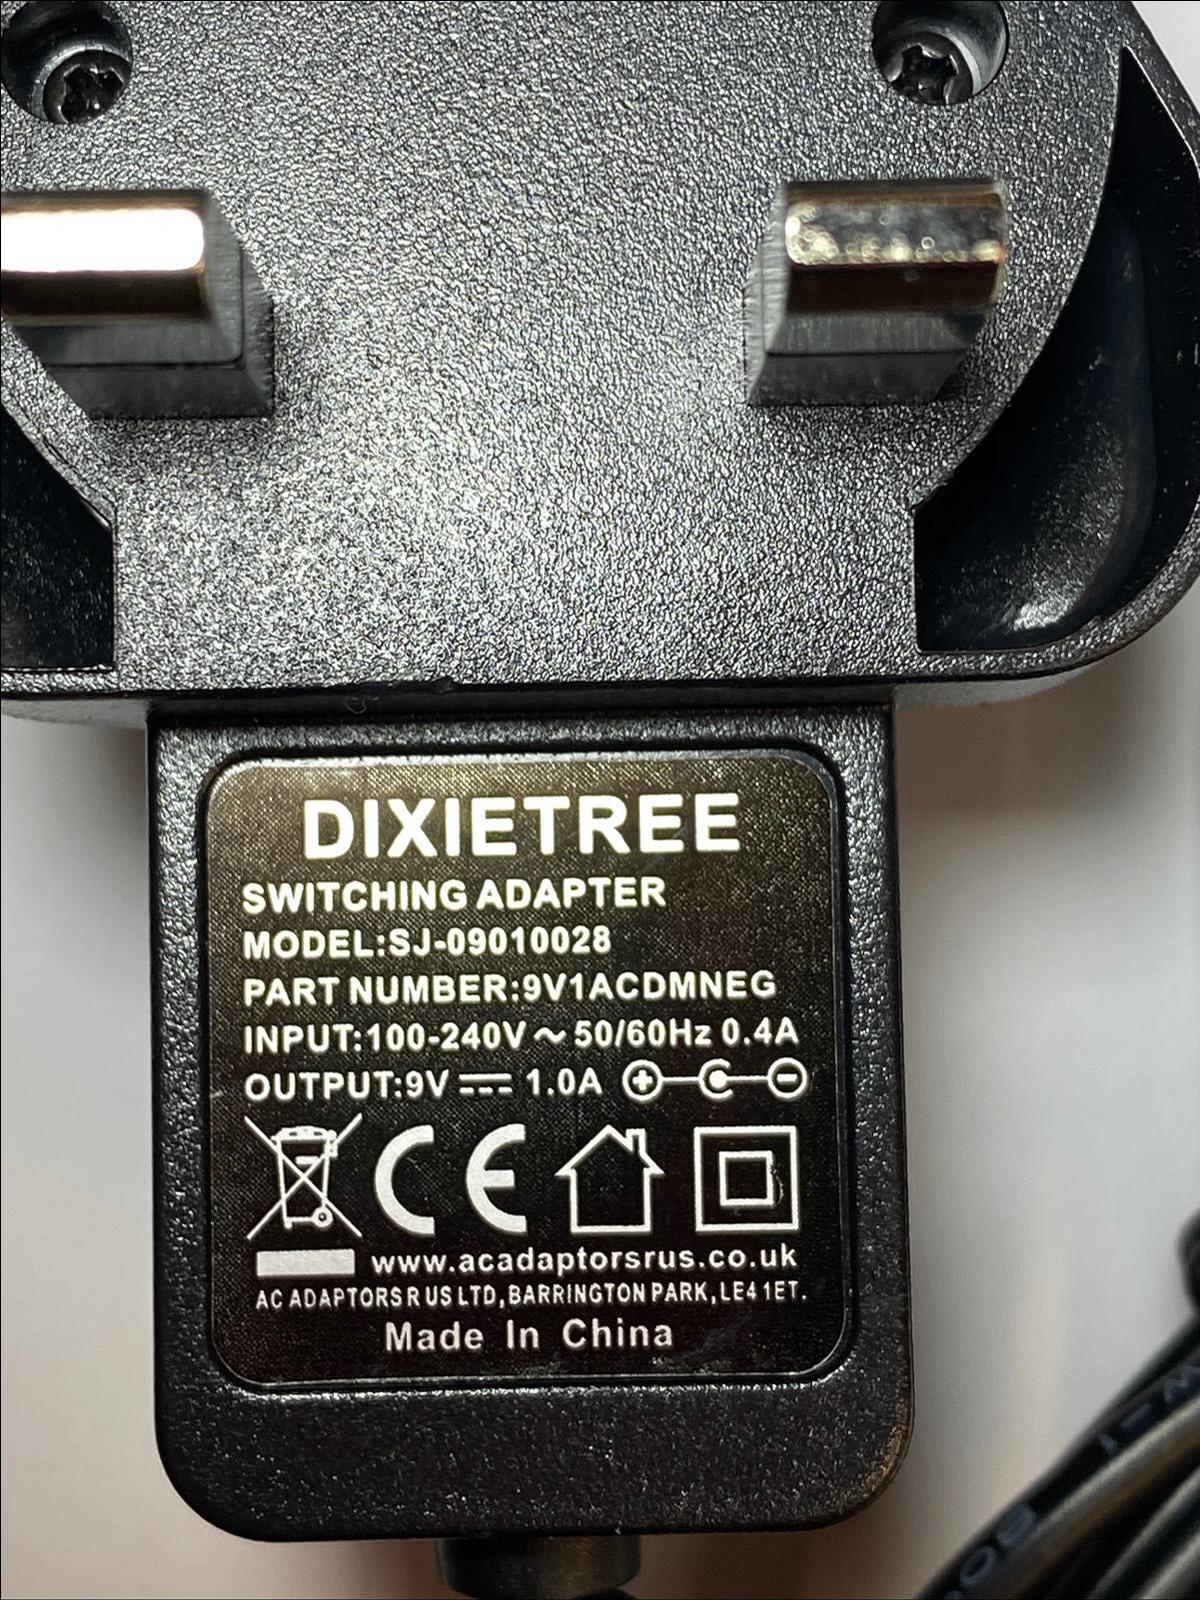 DIXIETREE
SWITCHING ADAPTER
MODEL:SJ-09010028
PART NUMBER:9V1ACDMNEG
INPUT:100-240V ~ 50/60Hz 0.4A
OUTPUT:9V ⎓ 1.0A
CE
www.acadaptorsrus.co.uk
AC ADAPTORS R US LTD, BARRINGTON PARK, LE4 1ET.
Made In China